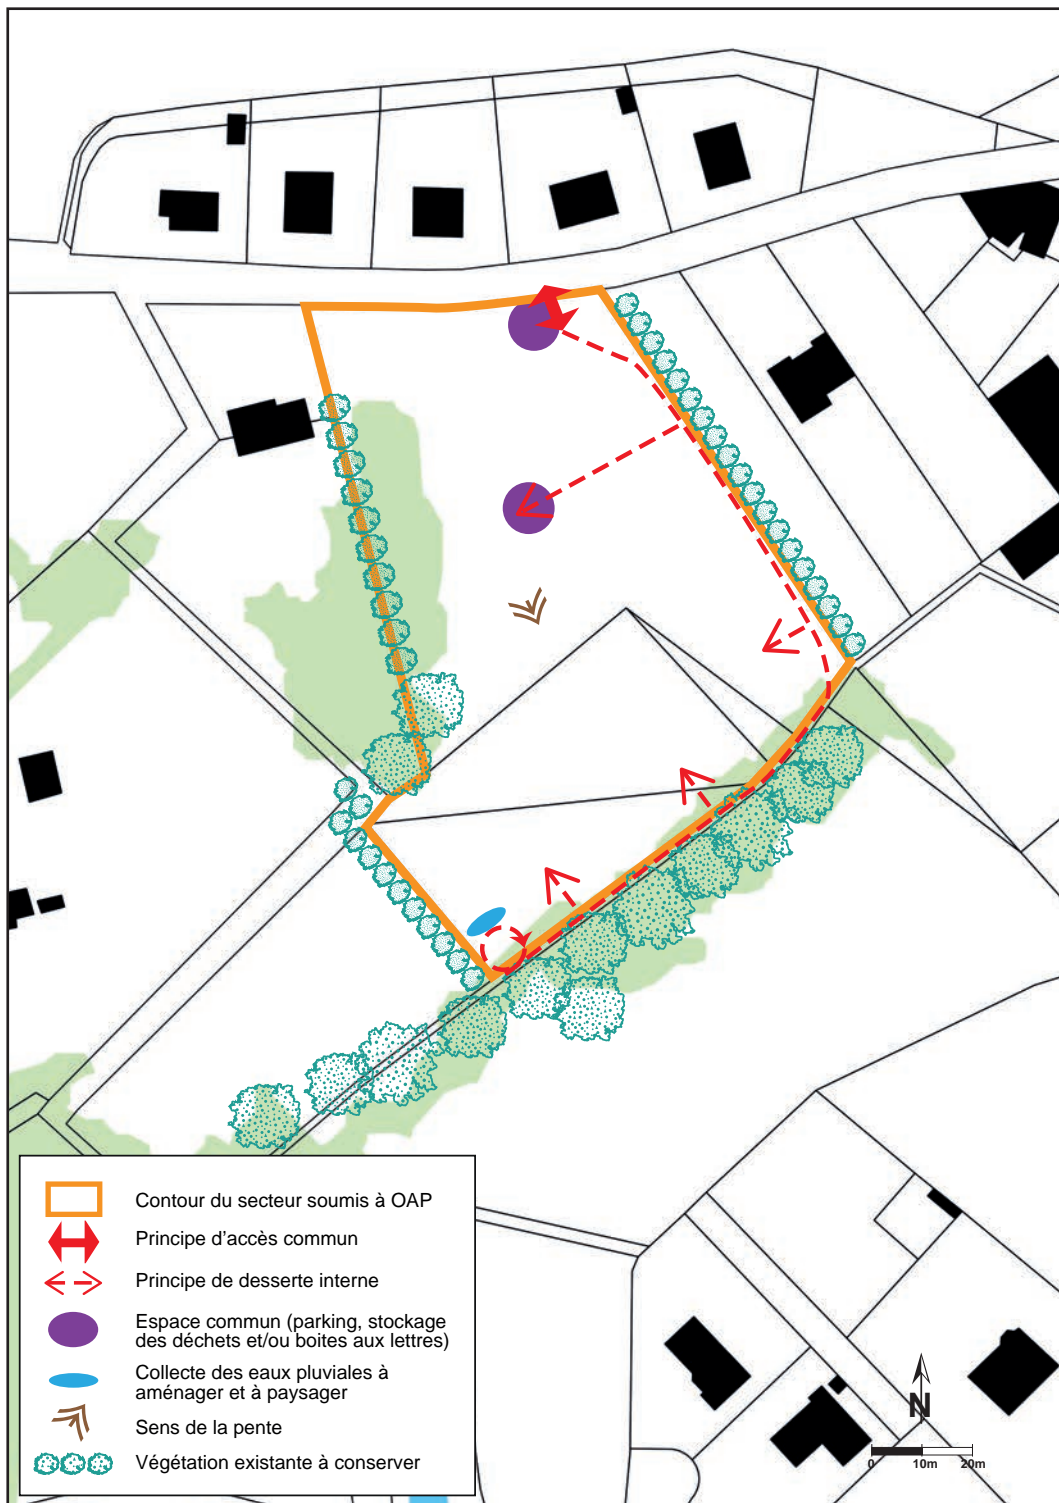 Contour du secteur soumis à OAP
Principe d'accès commun
Principe de desserte interne
Espace commun (parking, stockage
des déchets et/ou boites aux lettres)
Collecte des eaux pluviales à
aménager et à paysager
Sens de la pente
Végétation existante à conserver
N
0 10m 20m